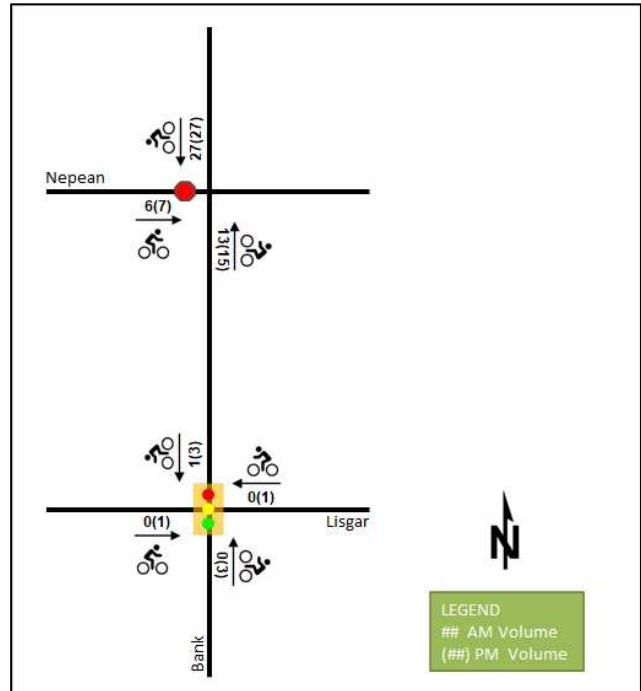 27(27)
Nepean
6(7)
13(15)
1(3)
0(1)
0(1)
Lisgar
0(3)
Bank
N
LEGEND
## AM Volume
(##) PM Volume